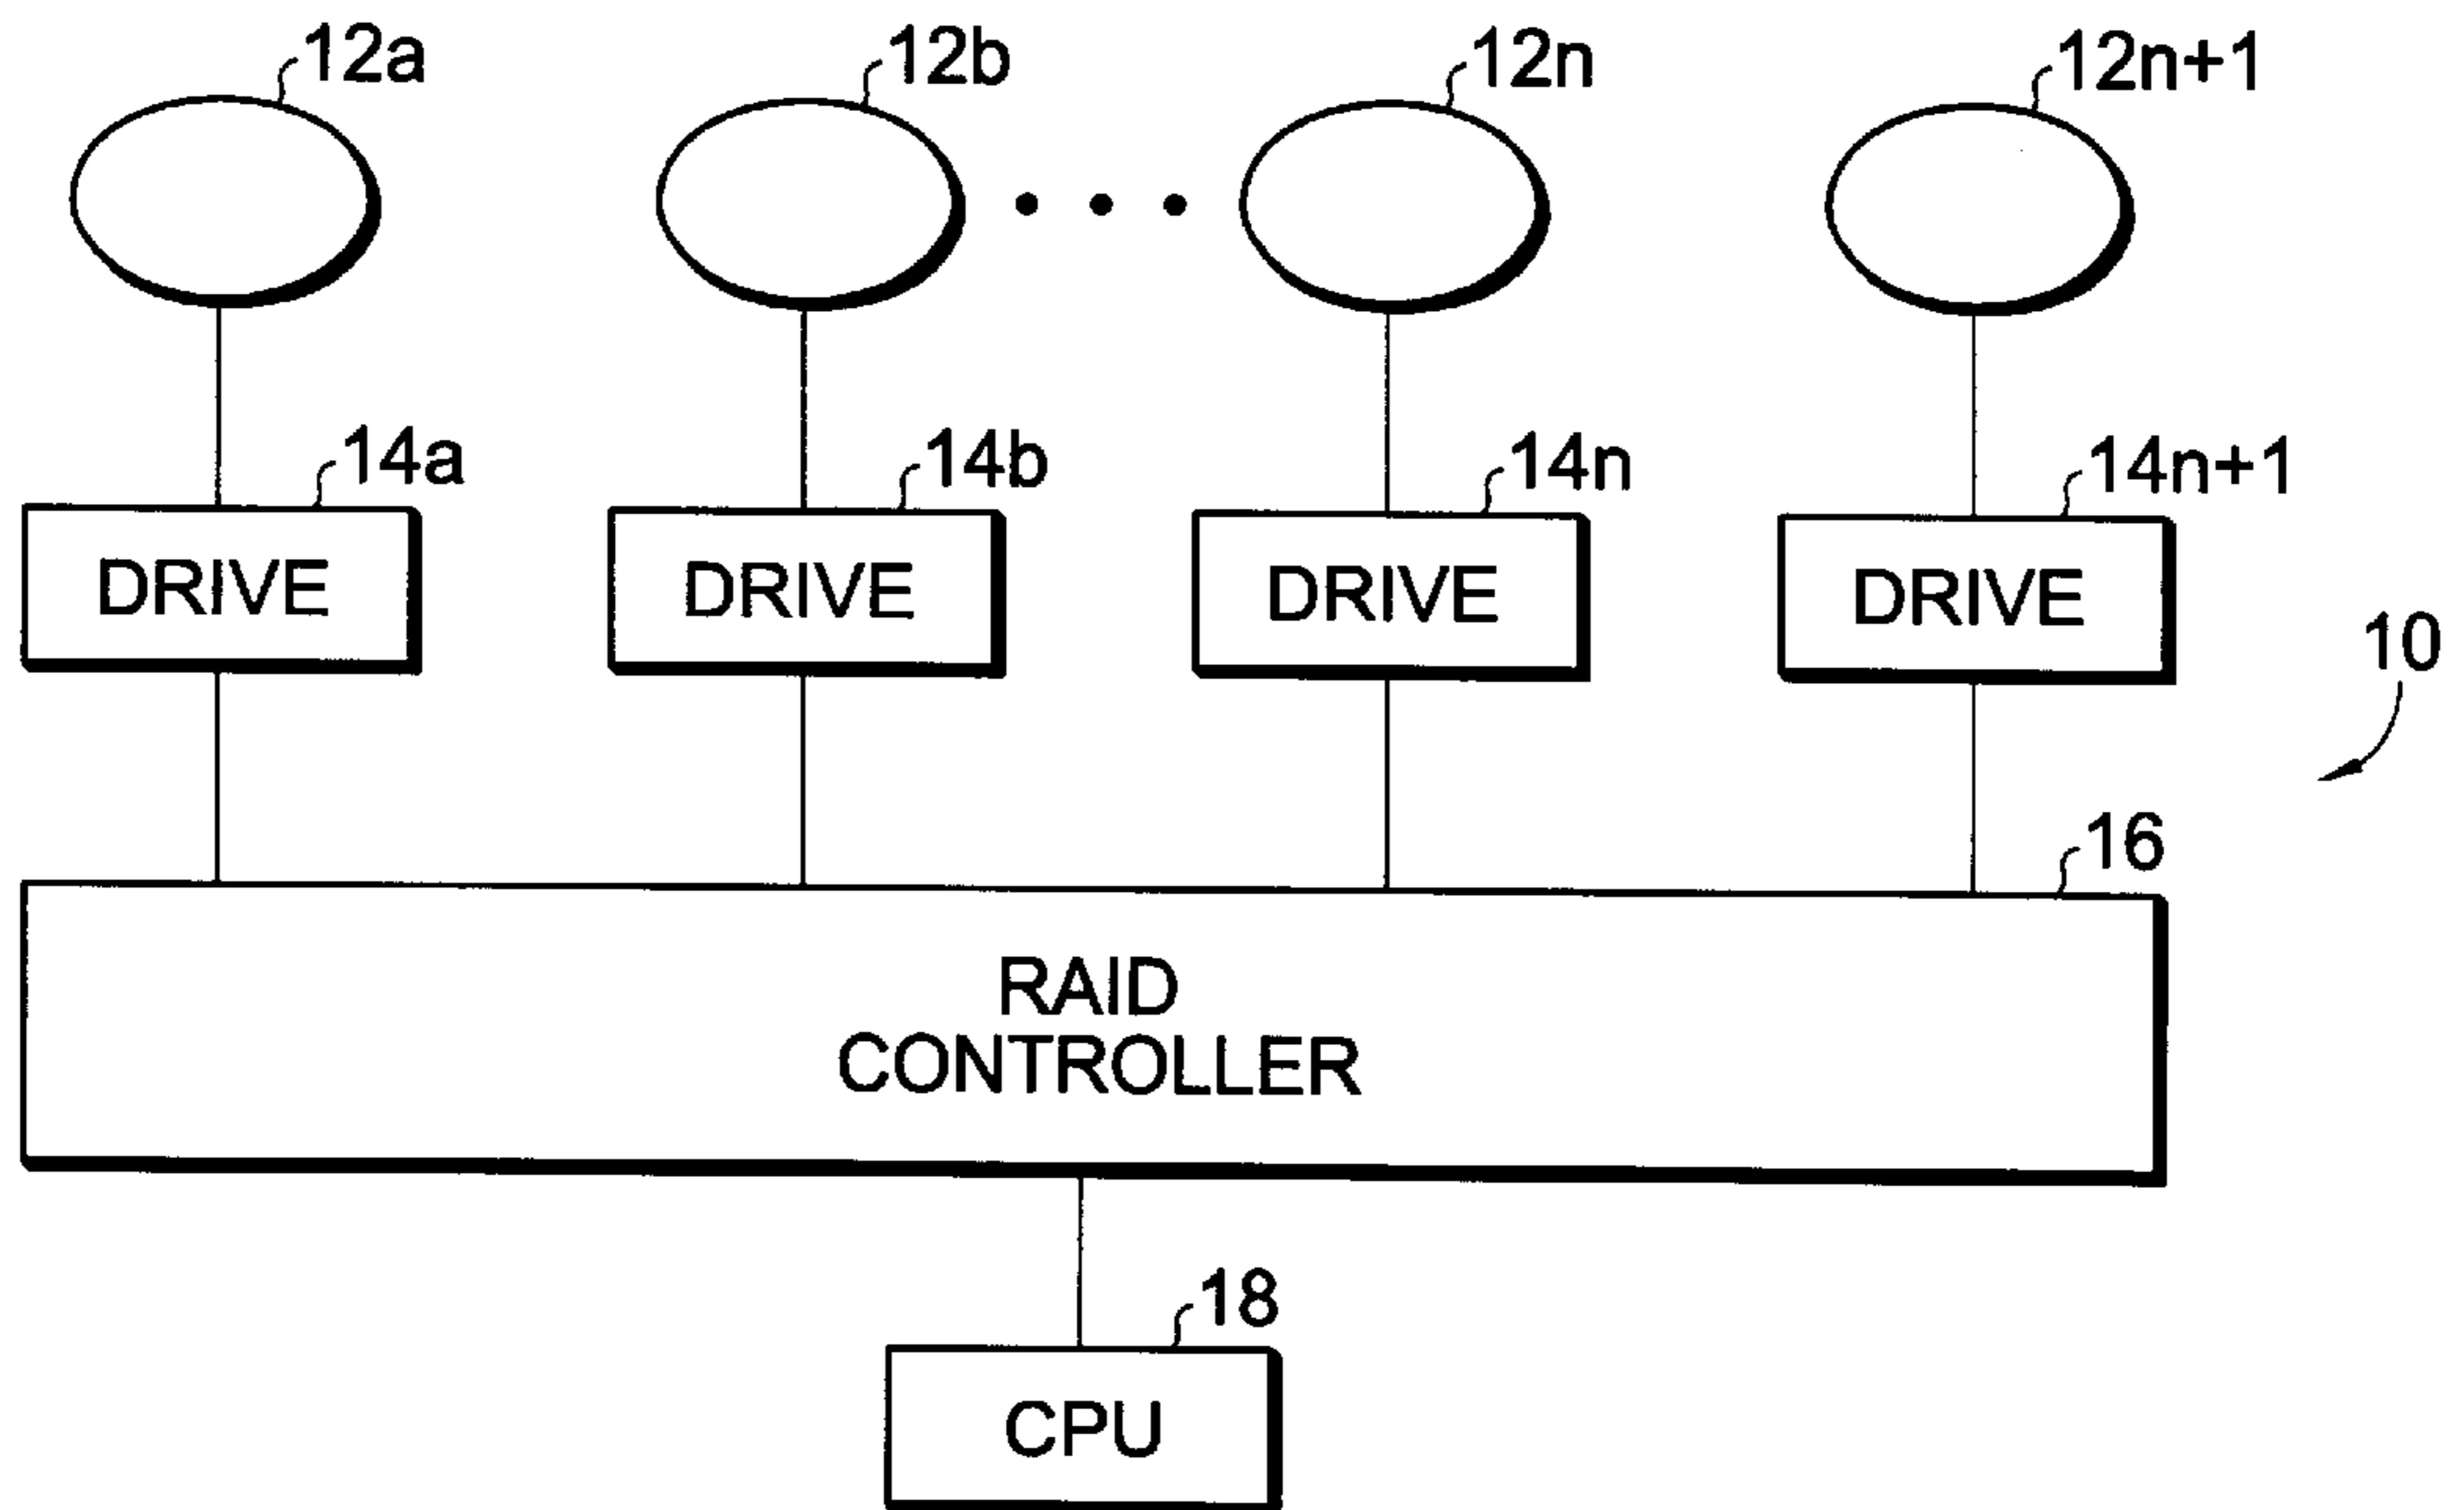 12a 12b 12n 12n+1
14a 14b 14n 14n+1
DRIVE DRIVE DRIVE DRIVE
10
16
RAID
CONTROLLER
18
CPU